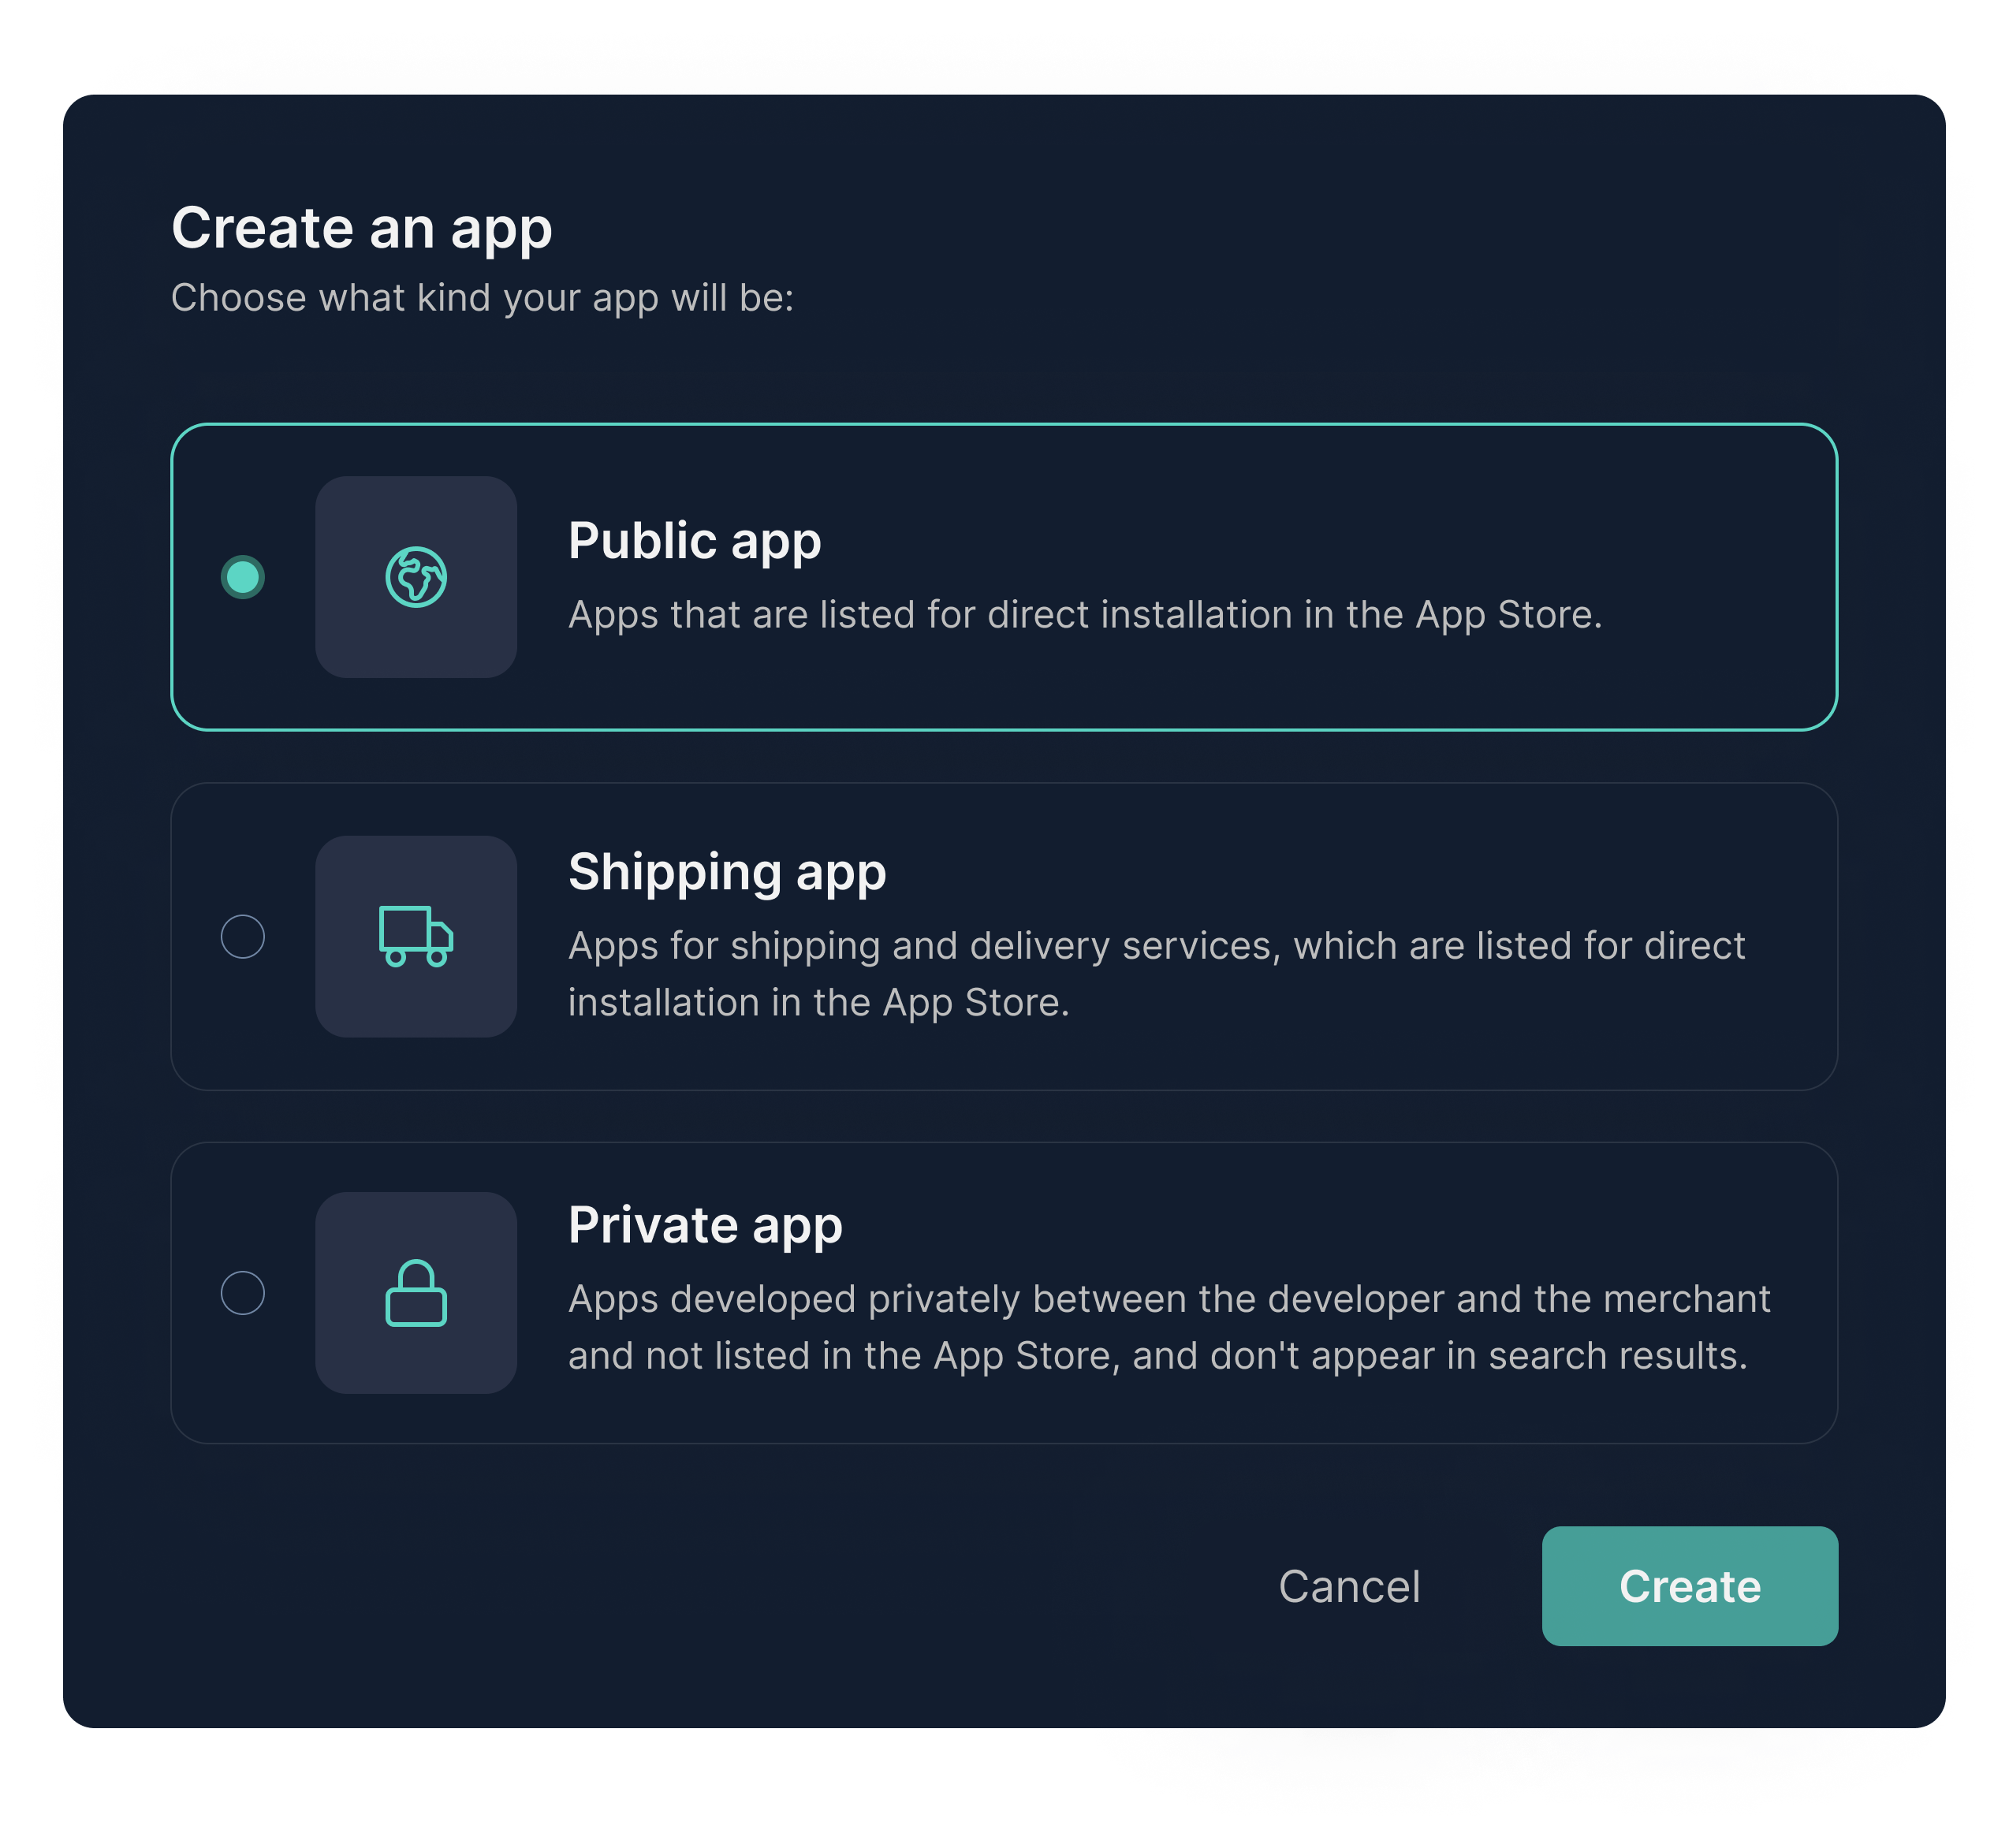 Create an app
Choose what kind your app will be:
Public app
Apps that are listed for direct installation in the App Store.
Shipping app
Apps for shipping and delivery services, which are listed for direct
installation in the App Store.
Private app
Apps developed privately between the developer and the merchant
and not listed in the App Store, and don't appear in search results.
Cancel
Create